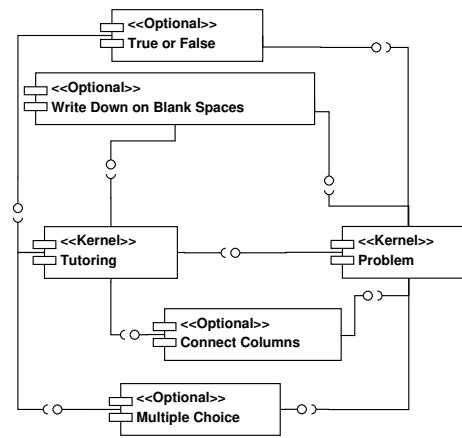 <<Optional>>
True or False
<<Optional>>
Write Down on Blank Spaces
<<Kernel>>
Tutoring
<<Kernel>>
Problem
<<Optional>>
Connect Columns
<<Optional>>
Multiple Choice